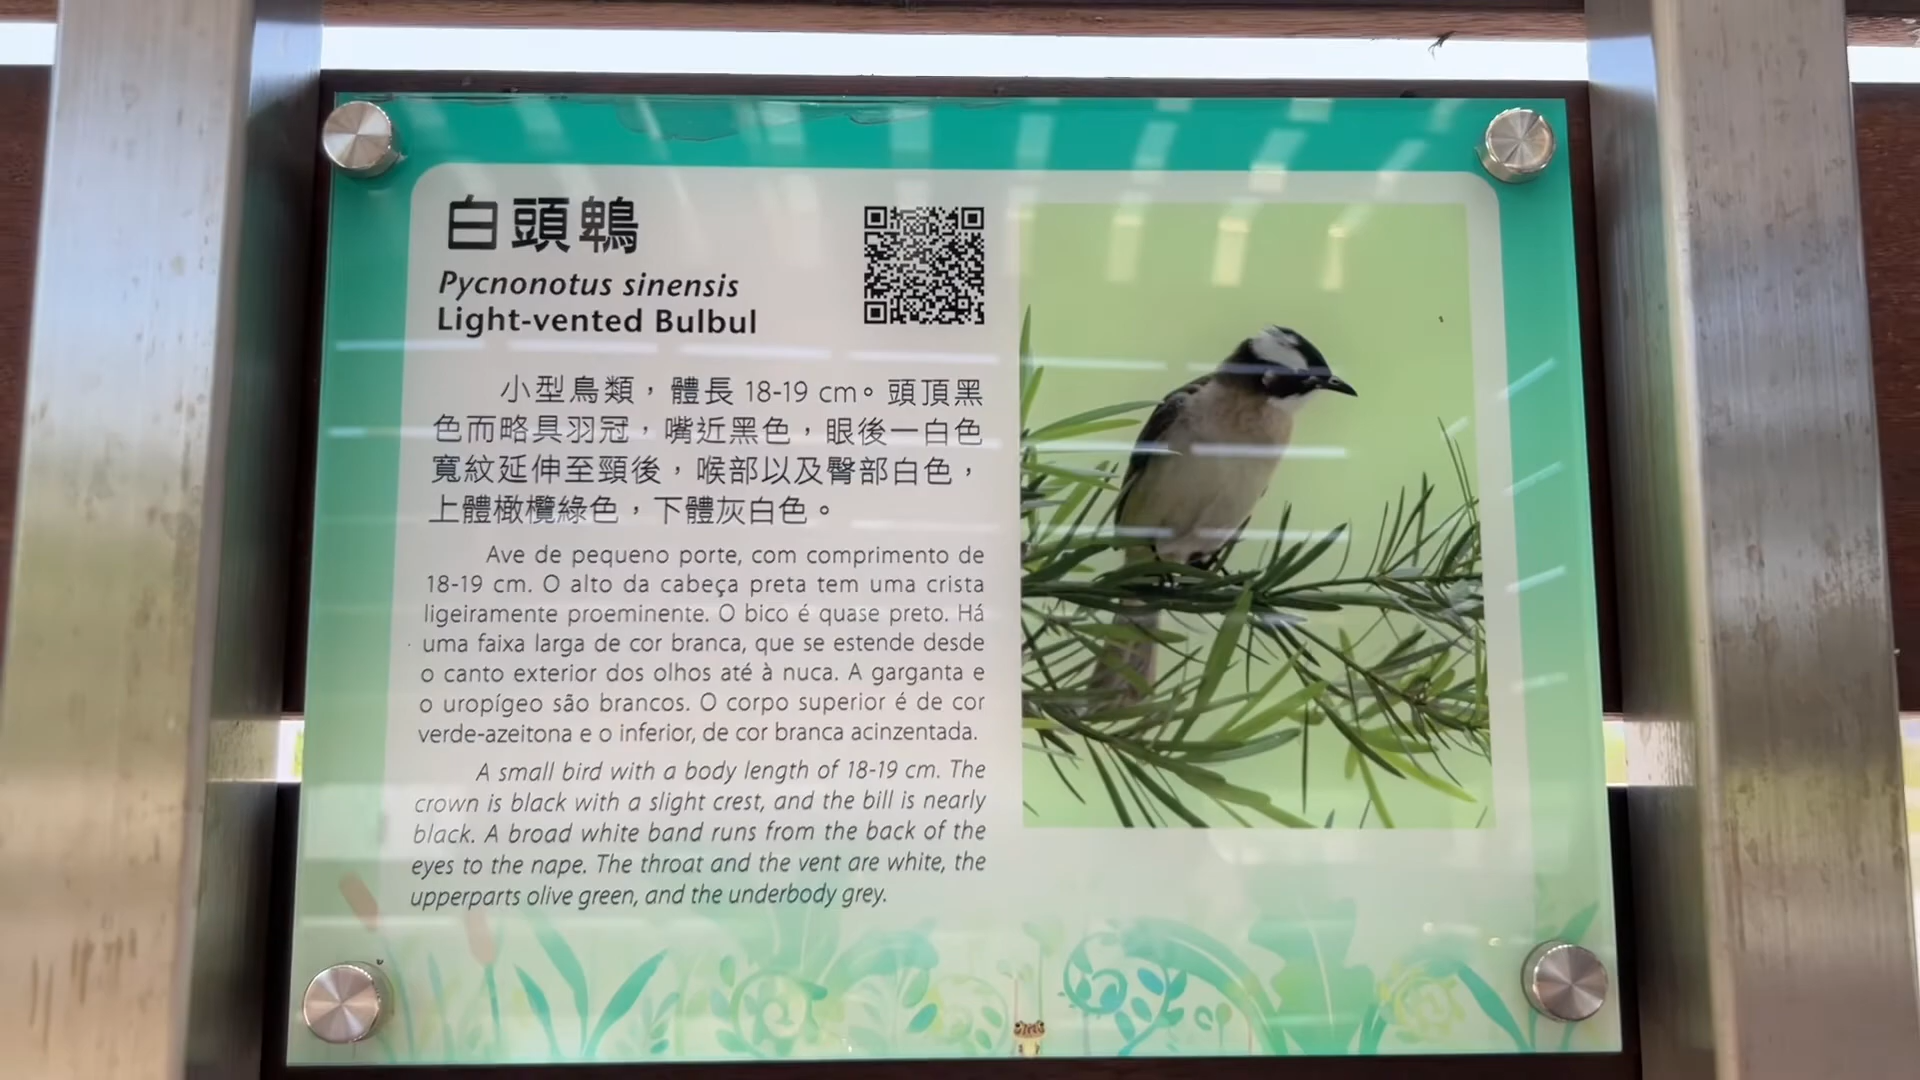 白頭鵯
Pycnonotus sinensis
Light-vented Bulbul
小型鳥類，體長 18-19 cm。頭頂黑
色而略具羽冠，嘴近黑色，眼後一白色
寬紋延伸至頸後，喉部以及臀部白色，
上體橄欖綠色，下體灰白色。
Ave de pequeno porte, com comprimento de
18-19 cm. O alto da cabeça preta tem uma crista
ligeiramente proeminente. O bico é quase preto. Há
uma faixa larga de cor branca, que se estende desde
o canto exterior dos olhos até à nuca. A garganta e
o uropígeo são brancos. O corpo superior é de cor
verde-azeitona e o inferior, de cor branca acinzentada.
A small bird with a body length of 18-19 cm. The
crown is black with a slight crest, and the bill is nearly
black. A broad white band runs from the back of the
eyes to the nape. The throat and the vent are white, the
upperparts olive green, and the underbody grey.